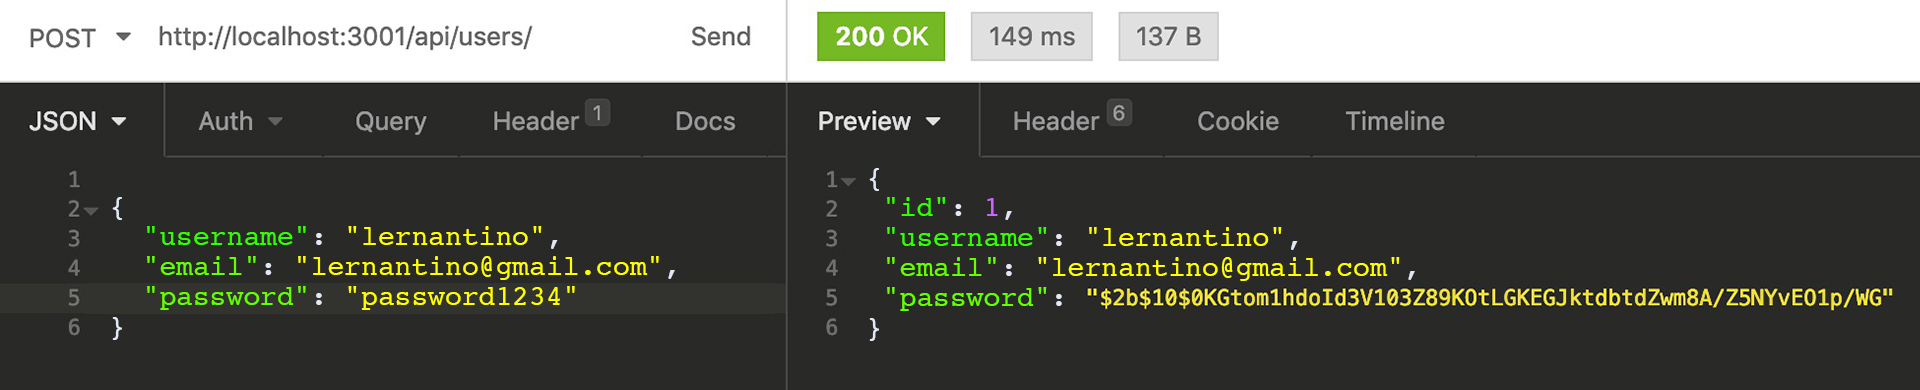 POST http://localhost:3001/api/users/ Send 200 OK 149 ms 137 B
JSON Auth Query Header 1 Docs
1
2 {
3 "username": "lernantino",
4 "email": "lernantino@gmail.com",
5 "password": "password1234"
6 }
Preview Header 6 Cookie Timeline
1 {
2 "id": 1,
3 "username": "lernantino",
4 "email": "lernantino@gmail.com",
5 "password": "$2b$10$0KGtom1hdoId3V103Z89KOtLGKEGJktdbtdZwm8A/Z5NYvEO1p/WG"
6 }